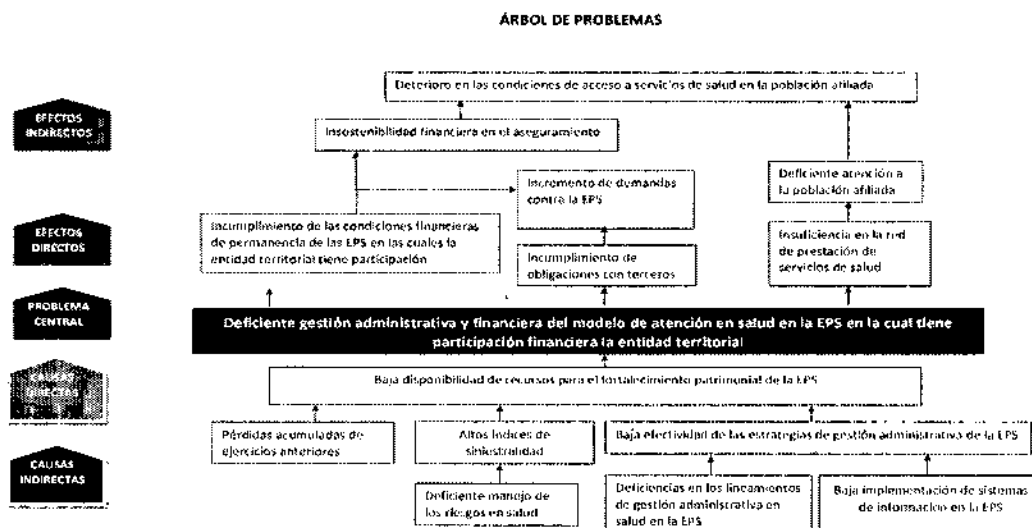 ÁRBOL DE PROBLEMAS
EFECTOS
INDIRECTOS
Deterioro en las condiciones de acceso a servicios de salud en la población afiliada
Insostenibilidad financiera en el aseguramiento
Incremento de demandas
contra la EPS
Deficiente atención a
la población afiliada
EFECTOS
DIRECTOS
Incumplimiento de las condiciones financieras
de permanencia de las EPS en las cuales la
entidad territorial tiene participación
Incumplimiento de
obligaciones con terceros
Insuficiencia en la red
de prestación de
servicios de salud
PROBLEMA
CENTRAL
Deficiente gestión administrativa y financiera del modelo de atención en salud en la EPS en la cual tiene
participación financiera la entidad territorial
CAUSAS
DIRECTAS
Baja disponibilidad de recursos para el fortalecimiento patrimonial de la EPS
Pérdidas acumuladas de
ejercicios anteriores
Altos índices de
siniestralidad
Baja efectividad de las estrategias de gestión administrativa de la EPS
CAUSAS
INDIRECTAS
Deficiente manejo de
los riesgos en salud
Deficiencias en los lineamientos
de gestión administrativa en
salud en la EPS
Baja implementación de sistemas
de información en la EPS